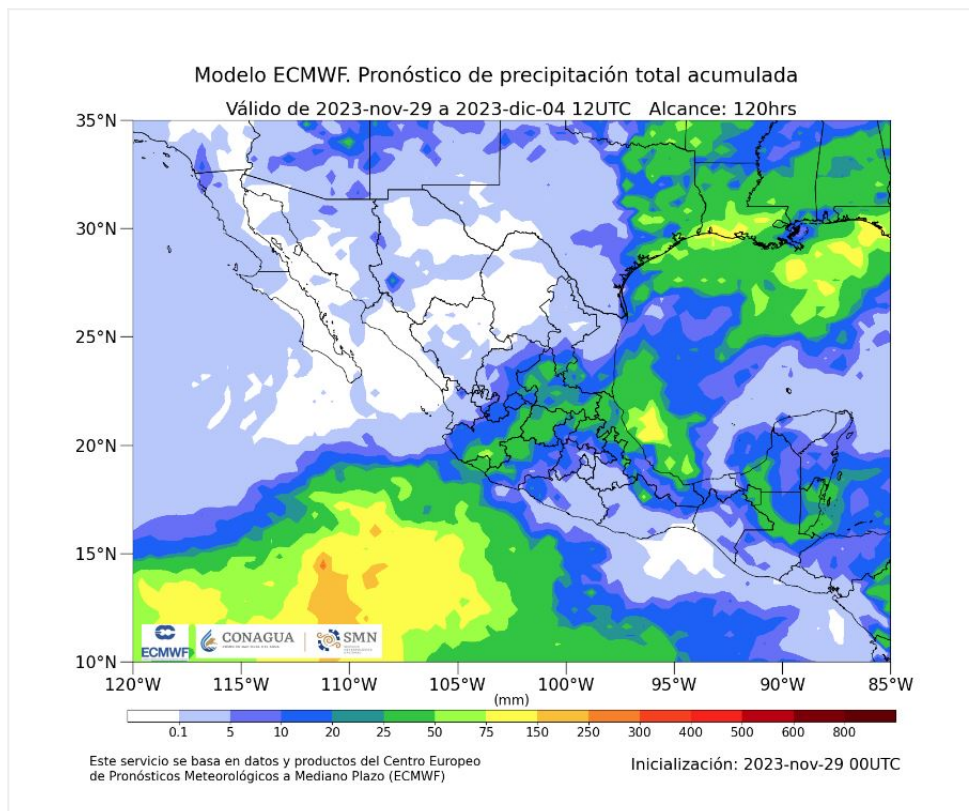 Modelo ECMWF. Pronóstico de precipitación total acumulada
Válido de 2023-nov-29 a 2023-dic-04 12UTC Alcance: 120hrs
35°N
30°N
25°N
20°N
15°N
10°N
ECMWF
CONAGUA
SMN
120°W 115°W 110°W 105°W 100°W 95°W 90°W 85°W
(mm)
0.1 5 10 20 25 50 75 150 250 300 400 500 600 800
Este servicio se basa en datos y productos del Centro Europeo
de Pronósticos Meteorológicos a Mediano Plazo (ECMWF)
Inicialización: 2023-nov-29 00UTC